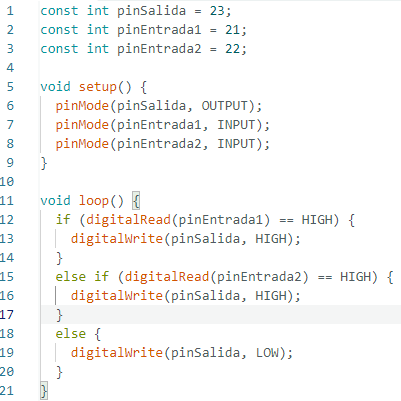 1 const int pinSalida = 23;
2 const int pinEntrada1 = 21;
3 const int pinEntrada2 = 22;
4
5 void setup() {
6   pinMode(pinSalida, OUTPUT);
7   pinMode(pinEntrada1, INPUT);
8   pinMode(pinEntrada2, INPUT);
9 }
10
11 void loop() {
12   if (digitalRead(pinEntrada1) == HIGH) {
13     digitalWrite(pinSalida, HIGH);
14   }
15   else if (digitalRead(pinEntrada2) == HIGH) {
16     digitalWrite(pinSalida, HIGH);
17   }
18   else {
19     digitalWrite(pinSalida, LOW);
20   }
21 }